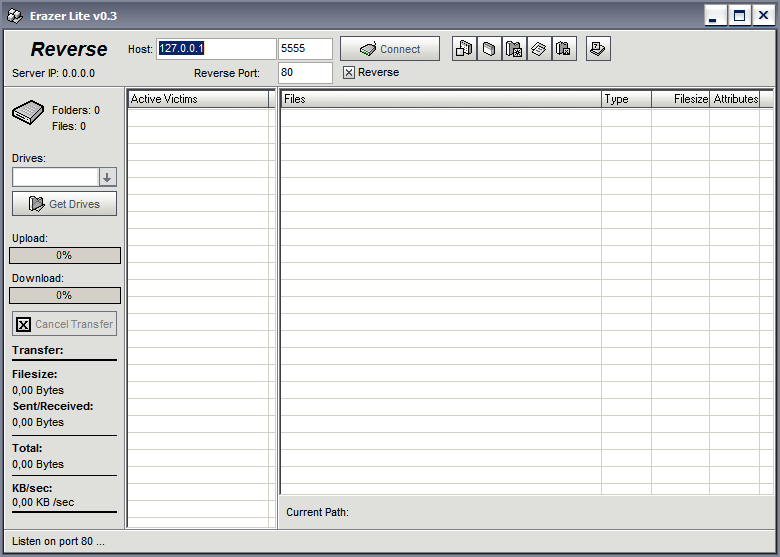 Erazer Lite v0.3
Reverse Host: 127.0.0.1 5555 Connect
Server IP: 0.0.0.0 Reverse Port: 80 Reverse
Folders: 0
Files: 0
Drives:
Get Drives
Upload:
0%
Download:
0%
Cancel Transfer
Transfer:
Filesize:
0,00 Bytes
Sent/Received:
0,00 Bytes
Total:
0,00 Bytes
KB/sec:
0,00 KB /sec
Active Victims
Files Type Filesize Attributes
Current Path:
Listen on port 80 ...